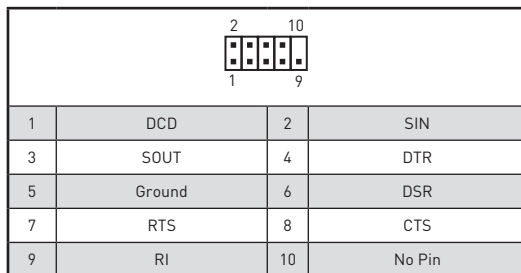 2 10
1 9
1 DCD 2 SIN
3 SOUT 4 DTR
5 Ground 6 DSR
7 RTS 8 CTS
9 RI 10 No Pin